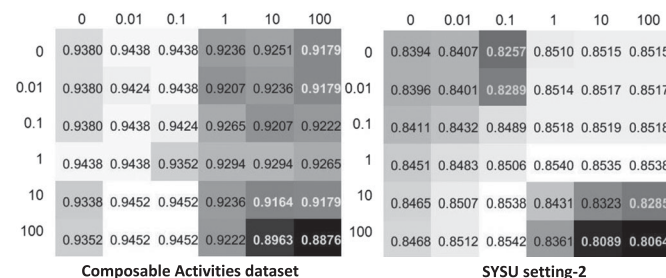 0 0.01 0.1 1 10 100 0 0.01 0.1 1 10 100
0 0.9380 0.9438 0.9438 0.9236 0.9251 0.9179 0 0.8394 0.8407 0.8257 0.8510 0.8515 0.8515
0.01 0.9380 0.9424 0.9438 0.9207 0.9236 0.9179 0.01 0.8396 0.8401 0.8289 0.8514 0.8517 0.8517
0.1 0.9380 0.9438 0.9424 0.9265 0.9207 0.9222 0.1 0.8411 0.8432 0.8489 0.8518 0.8519 0.8518
1 0.9438 0.9438 0.9352 0.9294 0.9294 0.9265 1 0.8451 0.8483 0.8506 0.8540 0.8535 0.8538
10 0.9338 0.9452 0.9452 0.9236 0.9164 0.9179 10 0.8465 0.8507 0.8538 0.8431 0.8323 0.8285
100 0.9352 0.9452 0.9452 0.9222 0.8963 0.8876 100 0.8468 0.8512 0.8542 0.8361 0.8089 0.8064
Composable Activities dataset SYSU setting-2